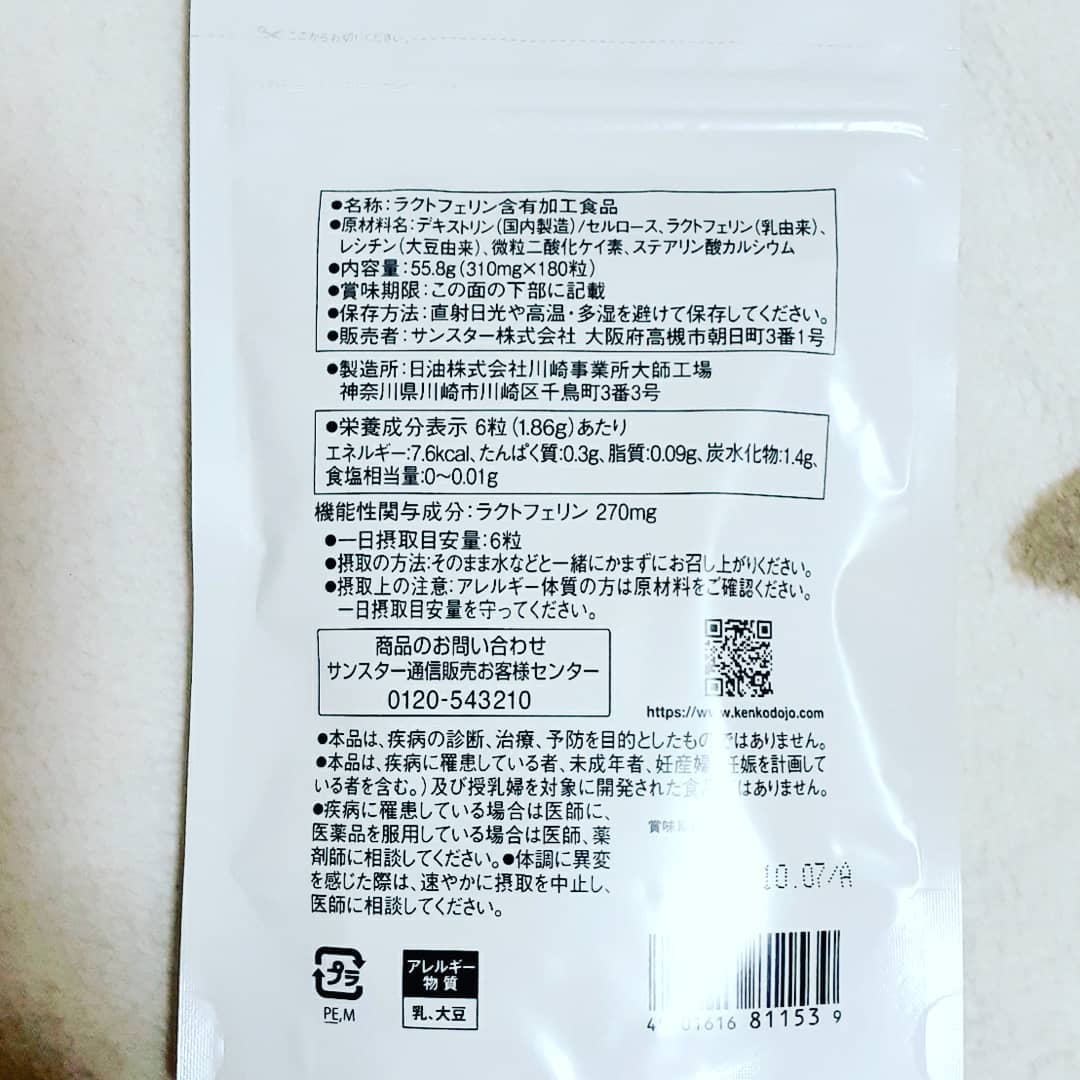 ここから切りください。
●名称:ラクトフェリン含有加工食品
●原材料名:デキストリン(国内製造)/セルロース、ラクトフェリン(乳由来)、
レシチン(大豆由来)、微粒二酸化ケイ素、ステアリン酸カルシウム
●内容量:55.8g(310mg×180粒)
●賞味期限:この面の下部に記載
●保存方法:直射日光や高温・多湿を避けて保存してください。
●販売者:サンスター株式会社 大阪府高槻市朝日町3番1号
●製造所:日油株式会社川崎事業所大師工場
神奈川県川崎市川崎区千鳥町3番3号
●栄養成分表示 6粒(1.86g)あたり
エネルギー:7.6kcal、たんぱく質:0.3g、脂質:0.09g、炭水化物:1.4g、
食塩相当量:0~0.01g
機能性関与成分:ラクトフェリン 270mg
●一日摂取目安量:6粒
●摂取の方法:そのまま水などと一緒にかまずにお召し上がりください。
●摂取上の注意:アレルギー体質の方は原材料をご確認ください。
一日摂取目安量を守ってください。
商品のお問い合わせ
サンスター通信販売お客様センター
0120-543210
https://www.kenkodojo.com
●本品は、疾病の診断、治療、予防を目的としたものではありません。
●本品は、疾病に罹患している者、未成年者、妊産婦 妊娠を計画して
いる者を含む。)及び授乳婦を対象に開発された食 はありません。
●疾病に罹患している場合は医師に、
医薬品を服用している場合は医師、薬
剤師に相談してください。●体調に異変
を感じた際は、速やかに摂取を中止し、
医師に相談してください。
賞味
10.07/A
プラ
PE,M
アレルギー
物質
乳、大豆
4 01616 81153 9